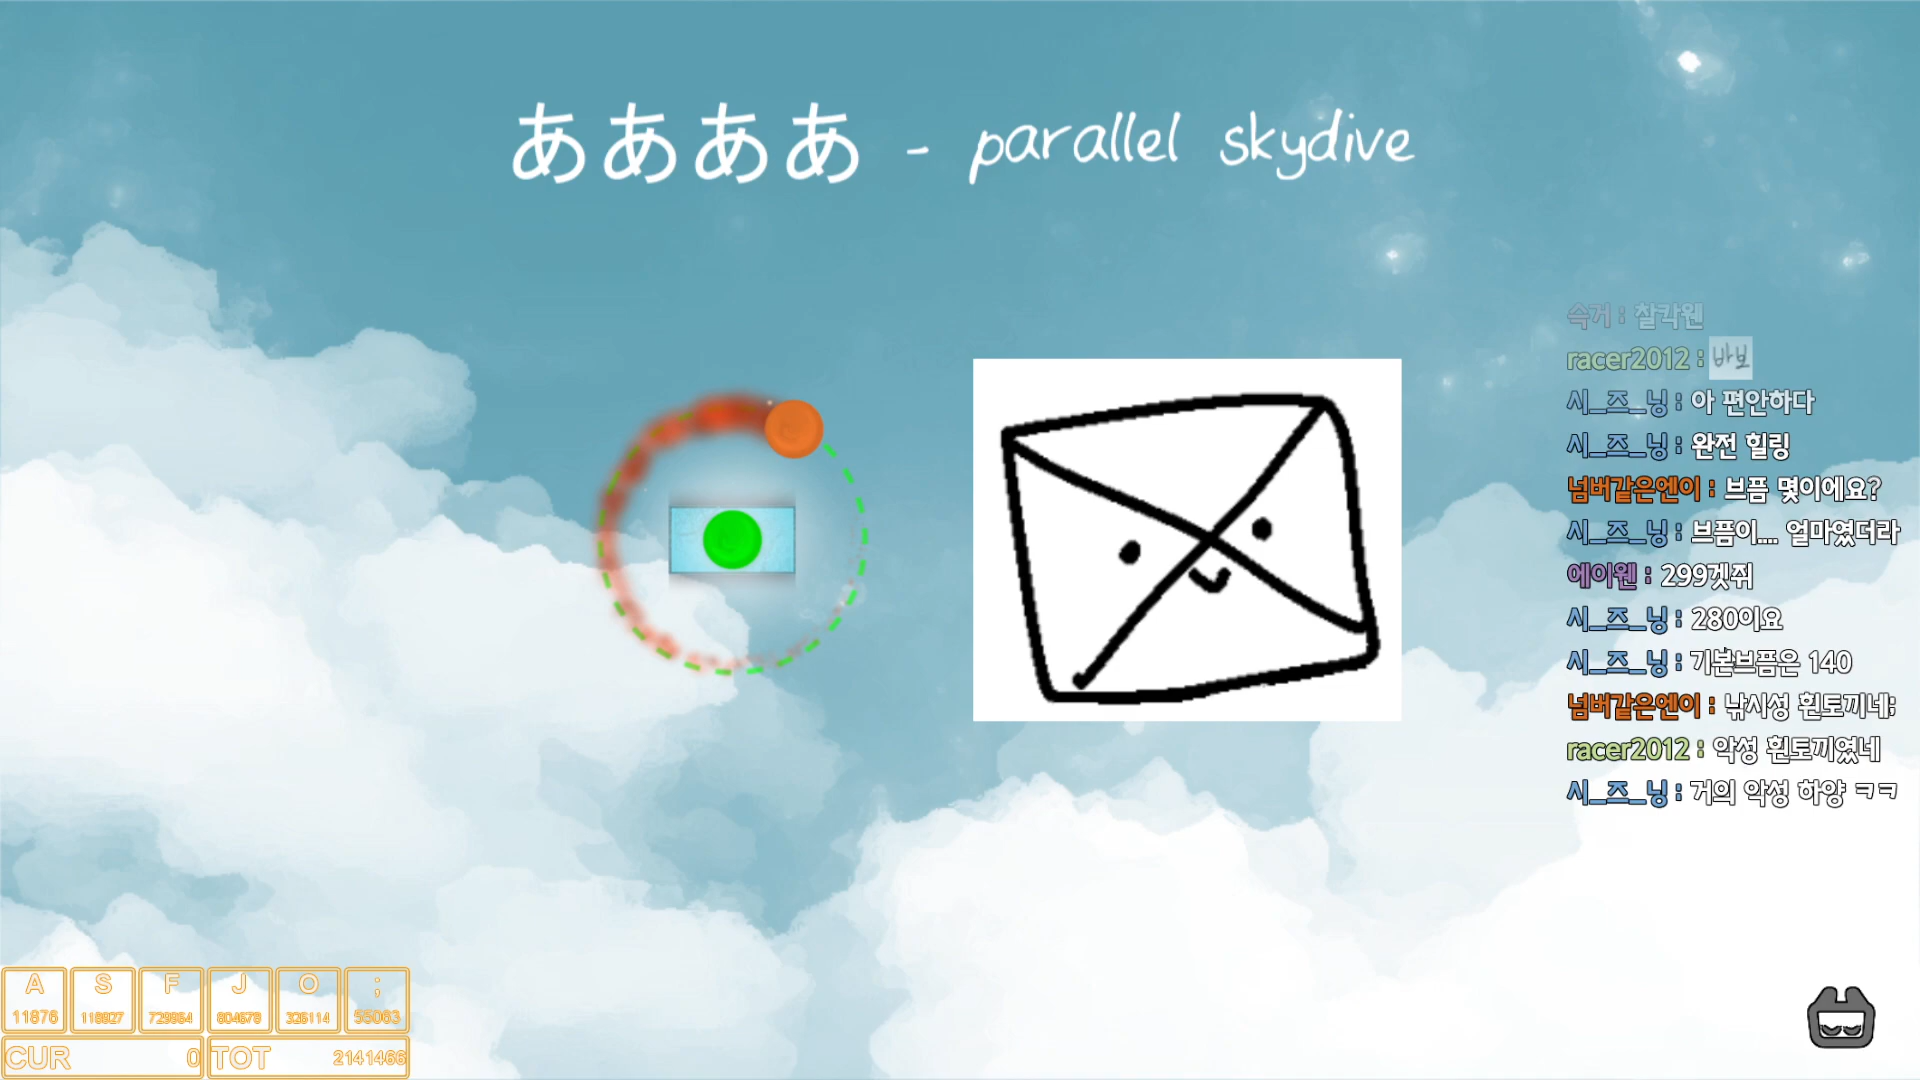 ああああ - parallel skydive
속거 : 찰칵웬
racer2012 : 바보
시_즈_닝 : 아 편안하다
시_즈_닝 : 완전 힐링
넘버같은엔이 : 브픔 몇이에요?
시_즈_닝 : 브픔이.... 얼마였더라
에이웬 : 299겟쥐
시_즈_닝 : 280이요
시_즈_닝 : 기본브픔은 140
넘버같은엔이 : 낚시성 흰토끼네;
racer2012 : 악성 흰토끼였네
시_즈_닝 : 거의 악성 하양 ㅋㅋ
A S F J O ;
11876 118927 729864 804679 326114 55063
CUR 0 TOT 2141466